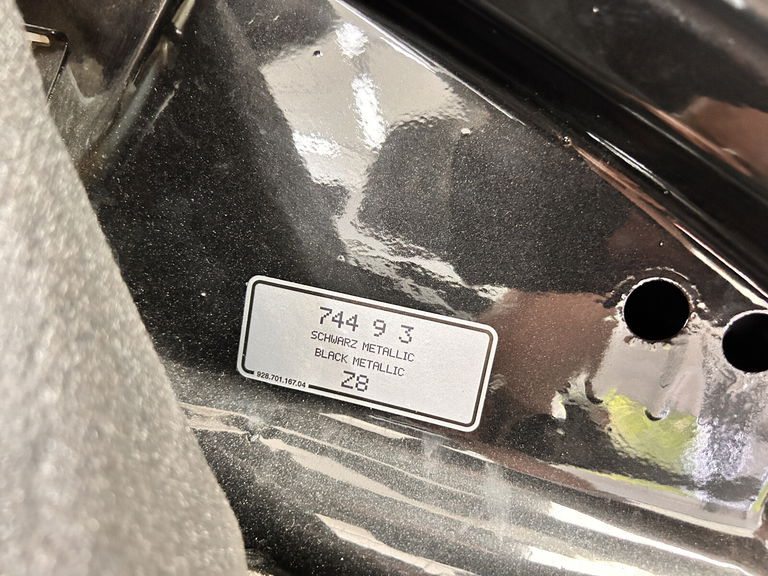 744 9 3
SCHWARZ METALLIC
BLACK METALLIC
Z8
928.701.167.04